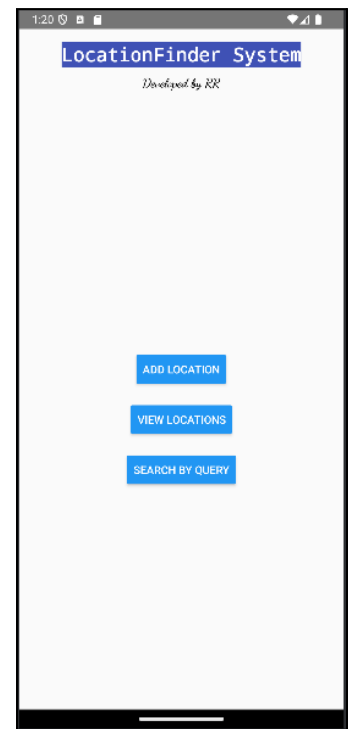 1:20
LocationFinder System
Developed by RR
ADD LOCATION
VIEW LOCATIONS
SEARCH BY QUERY